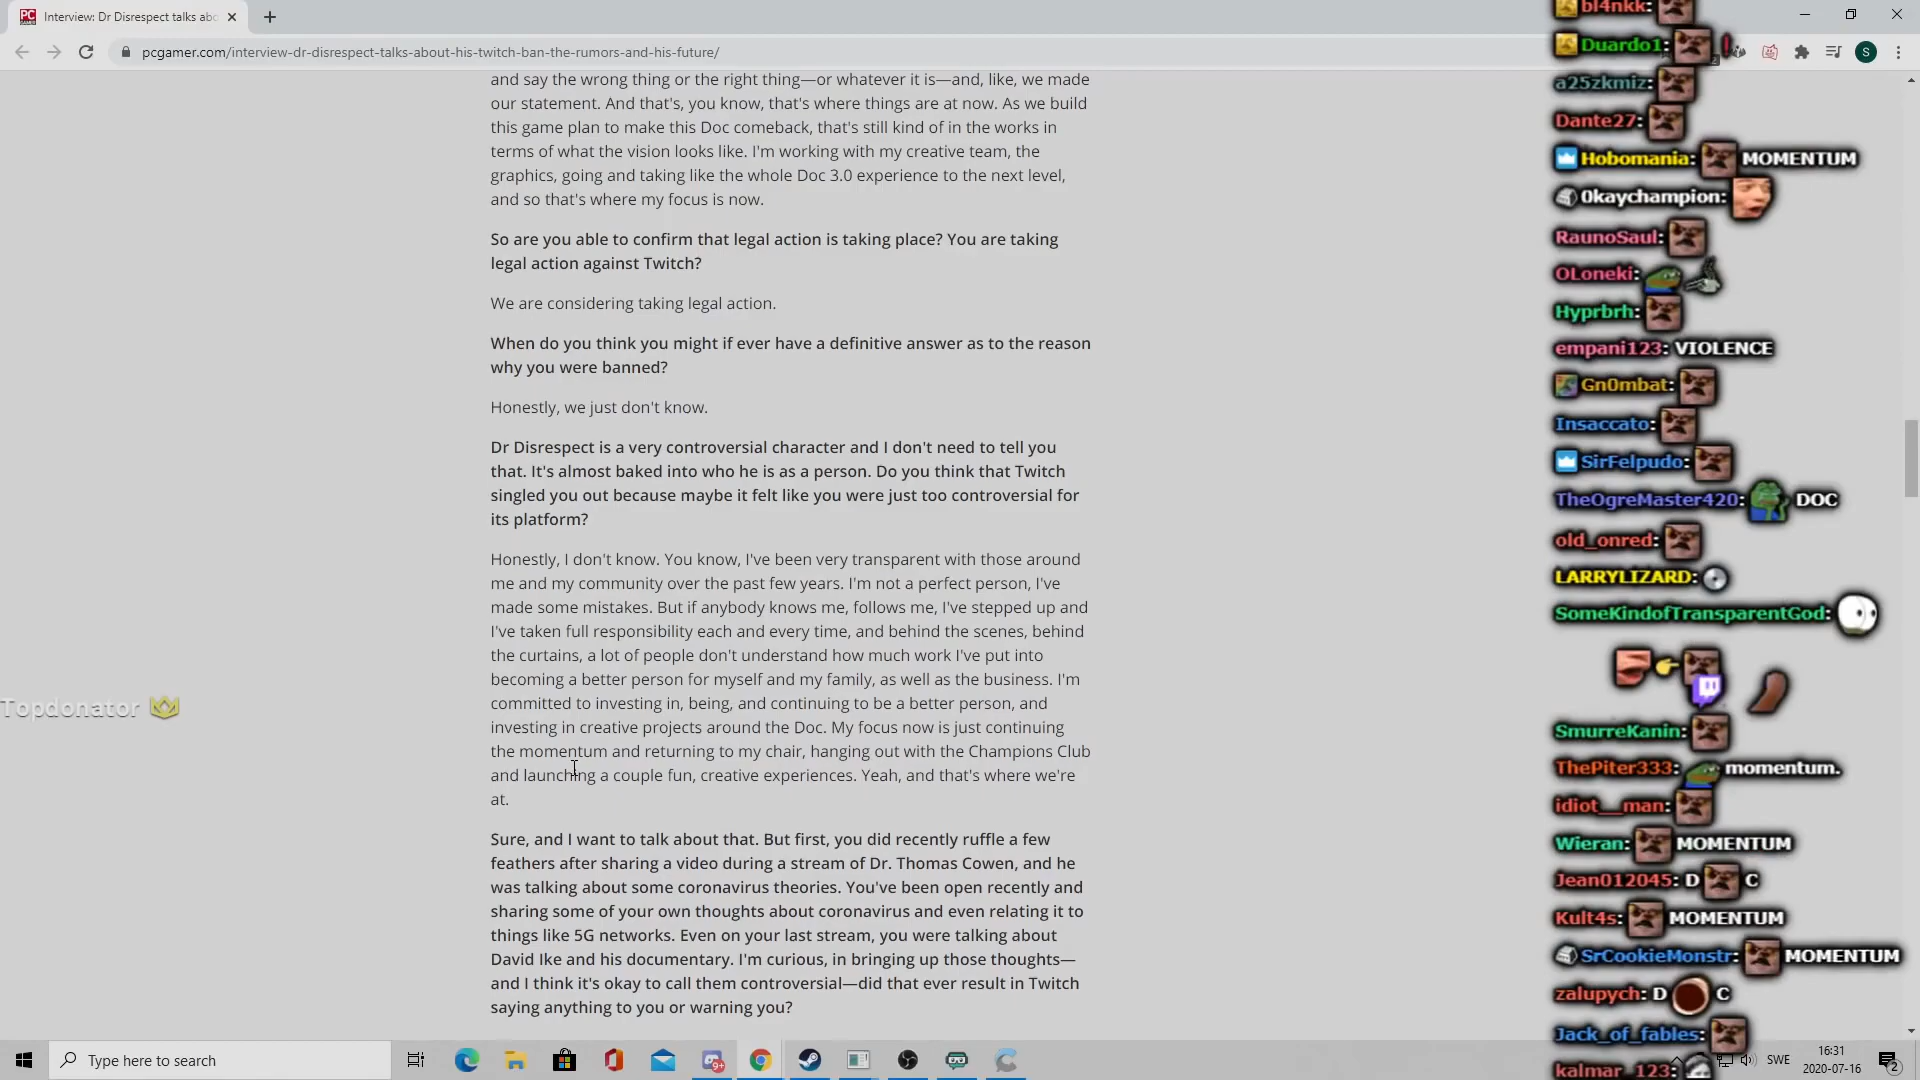 Interview: Dr Disrespect talks abo
pcgamer.com/interview-dr-disrespect-talks-about-his-twitch-ban-the-rumors-and-his-future/
S
and say the wrong thing or the right thing—or whatever it is—and, like, we made
our statement. And that's, you know, that's where things are at now. As we build
this game plan to make this Doc comeback, that's still kind of in the works in
terms of what the vision looks like. I'm working with my creative team, the
graphics, going and taking like the whole Doc 3.0 experience to the next level,
and so that's where my focus is now.
So are you able to confirm that legal action is taking place? You are taking
legal action against Twitch?
We are considering taking legal action.
When do you think you might if ever have a definitive answer as to the reason
why you were banned?
Honestly, we just don't know.
Dr Disrespect is a very controversial character and I don't need to tell you
that. It's almost baked into who he is as a person. Do you think that Twitch
singled you out because maybe it felt like you were just too controversial for
its platform?
Honestly, I don't know. You know, I've been very transparent with those around
me and my community over the past few years. I'm not a perfect person, I've
made some mistakes. But if anybody knows me, follows me, I've stepped up and
I've taken full responsibility each and every time, and behind the scenes, behind
the curtains, a lot of people don't understand how much work I've put into
becoming a better person for myself and my family, as well as the business. I'm
committed to investing in, being, and continuing to be a better person, and
investing in creative projects around the Doc. My focus now is just continuing
the momentum and returning to my chair, hanging out with the Champions Club
and launching a couple fun, creative experiences. Yeah, and that's where we're
at.
Sure, and I want to talk about that. But first, you did recently ruffle a few
feathers after sharing a video during a stream of Dr. Thomas Cowen, and he
was talking about some coronavirus theories. You've been open recently and
sharing some of your own thoughts about coronavirus and even relating it to
things like 5G networks. Even on your last stream, you were talking about
David Ike and his documentary. I'm curious, in bringing up those thoughts—
and I think it's okay to call them controversial—did that ever result in Twitch
saying anything to you or warning you?
Topdonator
bl4nkk:
Duardo1:
a25zkmiz:
Dante27:
Hobomania: MOMENTUM
0kaychampion:
RaunoSaul:
OLoneki:
Hyprbrh:
empani123: VIOLENCE
Gn0mbat:
Insaccato:
SirFelpudo:
TheOgreMaster420: DOC
old_onred:
LARRYLIZARD:
SomeKindofTransparentGod:
SmurreKanin:
ThePiter333: momentum.
idiot__man:
Wieran: MOMENTUM
Jean012045: D C
Kult4s: MOMENTUM
SrCookieMonstr: MOMENTUM
zalupych: D C
Jack_of_fables:
kalmar_123:
Type here to search
9+
SWE
16:31
2020-07-16
2